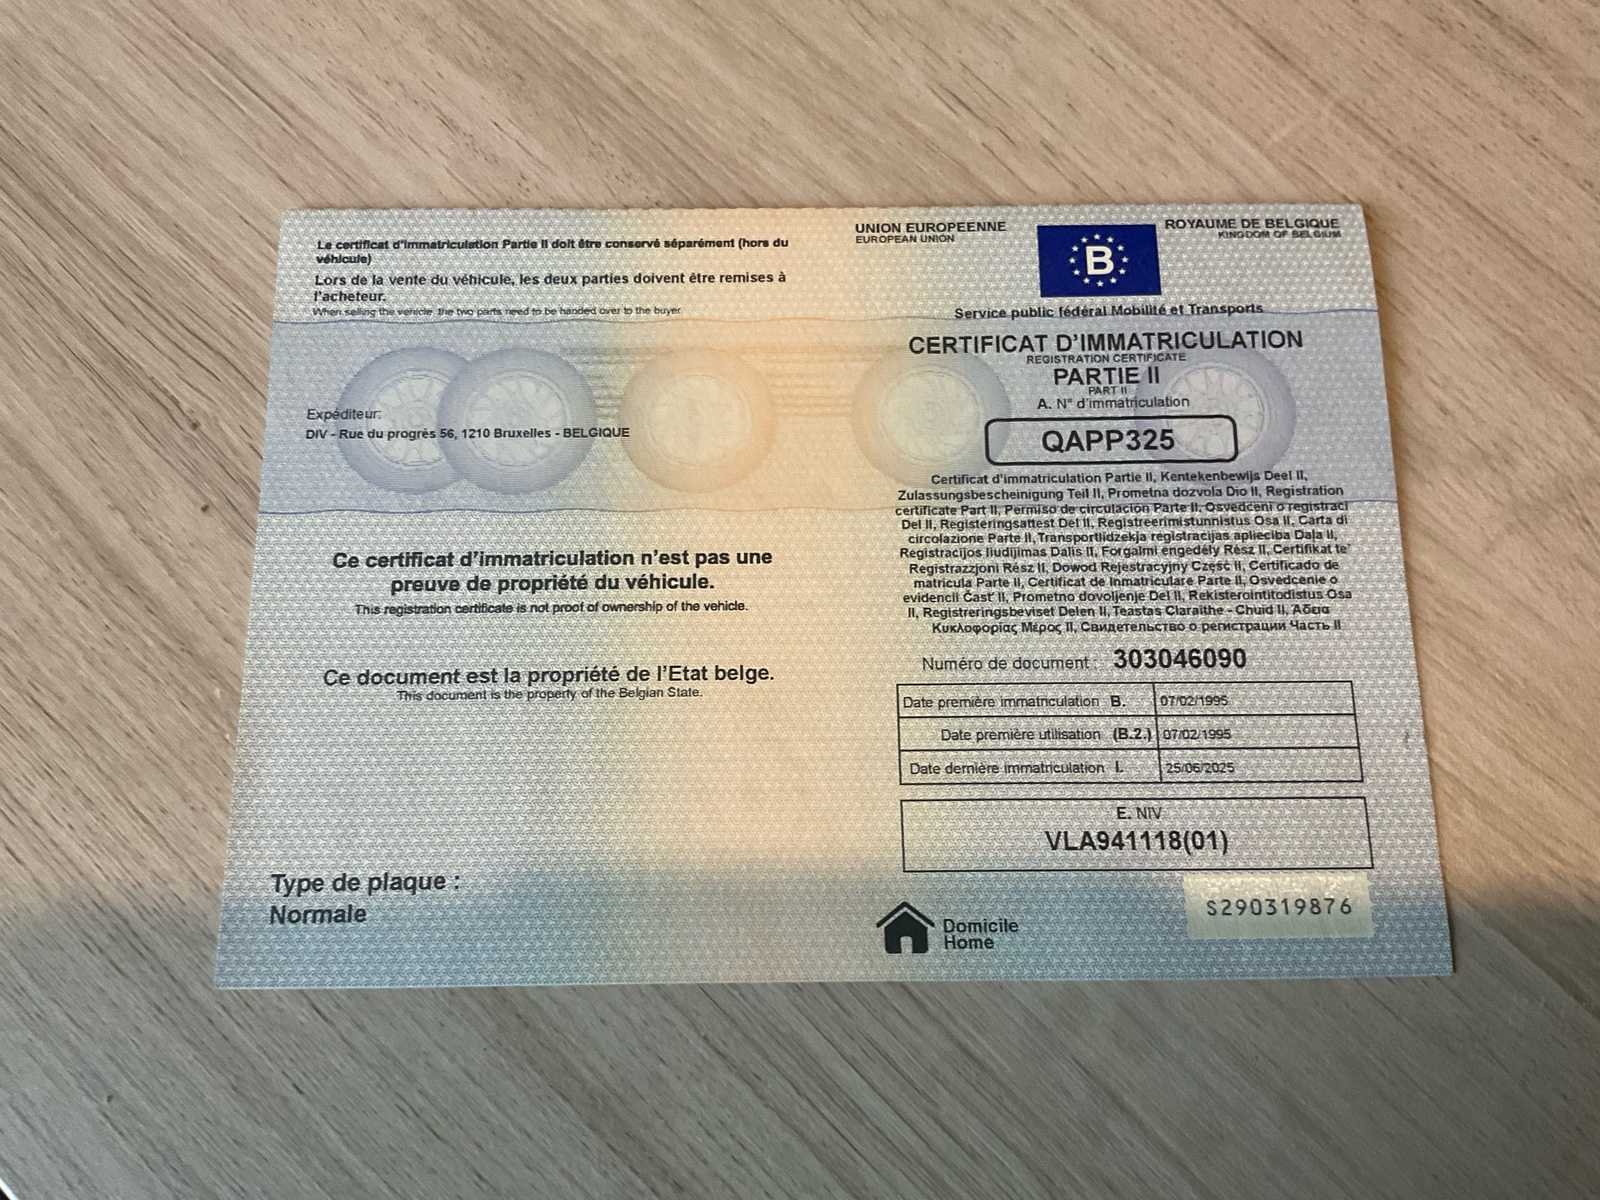 Le certificat d'immatriculation Partie II doit être conservé séparément (hors du
véhicule)
Lors de la vente du véhicule, les deux parties doivent être remises à
l'acheteur.
When selling the vehicle, the two parts need to be handed over to the buyer.
Expéditeur:
DIV - Rue du progrès 56, 1210 Bruxelles - BELGIQUE
Ce certificat d'immatriculation n'est pas une
preuve de propriété du véhicule.
This registration certificate is not proof of ownership of the vehicle.
Ce document est la propriété de l'Etat belge.
This document is the property of the Belgian State.
Type de plaque :
Normale
UNION EUROPEENNE
EUROPEAN UNION
B
ROYAUME DE BELGIQUE
KINGDOM OF BELGIUM
Service public fédéral Mobilité et Transports
CERTIFICAT D'IMMATRICULATION
REGISTRATION CERTIFICATE
PARTIE II
PART II
A. N° d'immatriculation
QAPP325
Certificat d'immatriculation Partie II, Kentekenbewijs Deel II,
Zulassungsbescheinigung Teil II, Prometna dozvola Dio II, Registration
certificate Part II, Permiso de circulación Parte II, Osvedcení o registraci
Del II, Registeringsattest Del II, Registreerimistunnistus Osa II, Carta di
circolazione Parte II, Transportlidzekja registracijas aplieciba Daļa II,
Registracijos liudijimas Dalis II, Forgalmi engedély Rész II, Certifikat te'
Registrazzjoni Rész II, Dowod Rejestracyjny Część II, Certificado de
matricula Parte II, Certificat de Inmatriculare Parte II, Osvedcenie o
evidencii Časť II, Prometno dovoljenje Del II, Rekisterointitodistus Osa
II, Registreringsbeviset Delen II, Teastas Claraithe - Chuid II, Άδεια
Κυκλοφορίας Μέρος II, Свидетельство о регистрации Часть II
Numéro de document : 303046090
Date première immatriculation B. 07/02/1995
Date première utilisation (B.2.) 07/02/1995
Date dernière immatriculation I. 25/06/2025
E. NIV
VLA941118(01)
S290319876
Domicile
Home